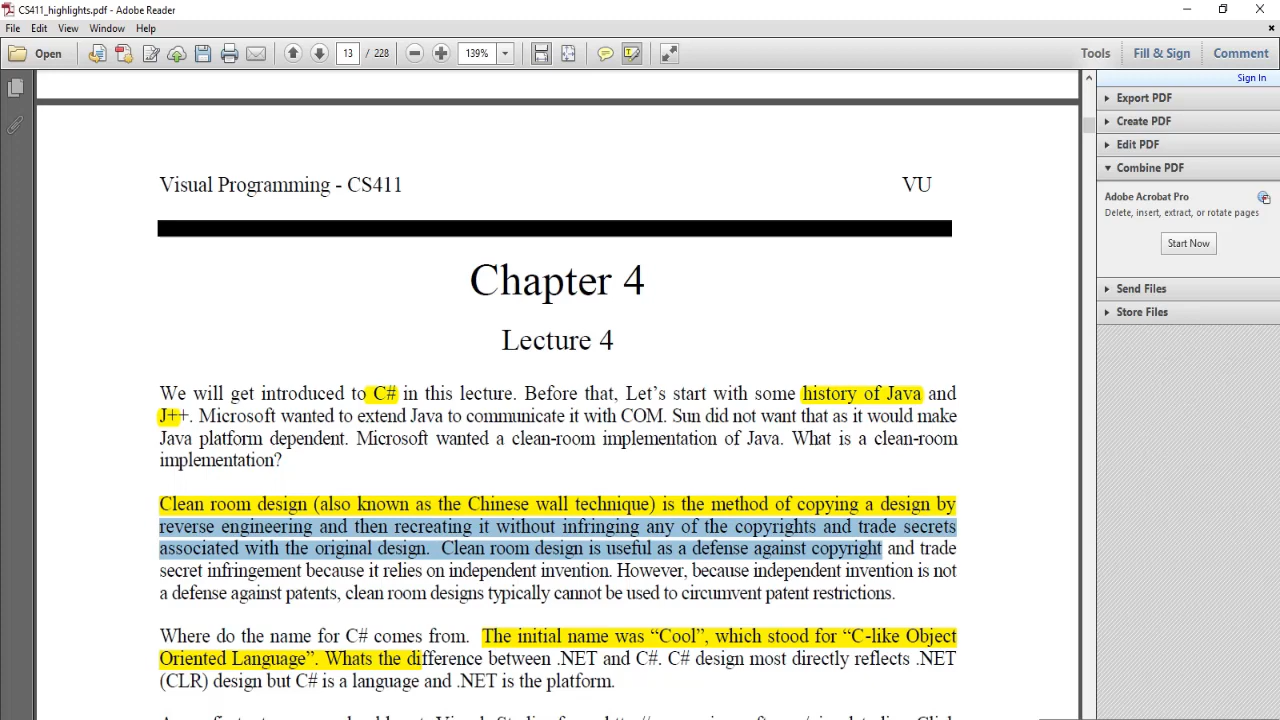 CS411_highlights.pdf - Adobe Reader
File Edit View Window Help
Open 13 / 228 139% Tools Fill & Sign Comment
Sign In
Export PDF
Create PDF
Edit PDF
Combine PDF
Adobe Acrobat Pro
Delete, insert, extract, or rotate pages
Start Now
Send Files
Store Files
Visual Programming - CS411 VU
Chapter 4
Lecture 4
We will get introduced to C# in this lecture. Before that, Let's start with some history of Java and
J++. Microsoft wanted to extend Java to communicate it with COM. Sun did not want that as it would make
Java platform dependent. Microsoft wanted a clean-room implementation of Java. What is a clean-room
implementation?
Clean room design (also known as the Chinese wall technique) is the method of copying a design by
reverse engineering and then recreating it without infringing any of the copyrights and trade secrets
associated with the original design. Clean room design is useful as a defense against copyright and trade
secret infringement because it relies on independent invention. However, because independent invention is not
a defense against patents, clean room designs typically cannot be used to circumvent patent restrictions.
Where do the name for C# comes from. The initial name was “Cool”, which stood for “C-like Object
Oriented Language”. Whats the difference between .NET and C#. C# design most directly reflects .NET
(CLR) design but C# is a language and .NET is the platform.